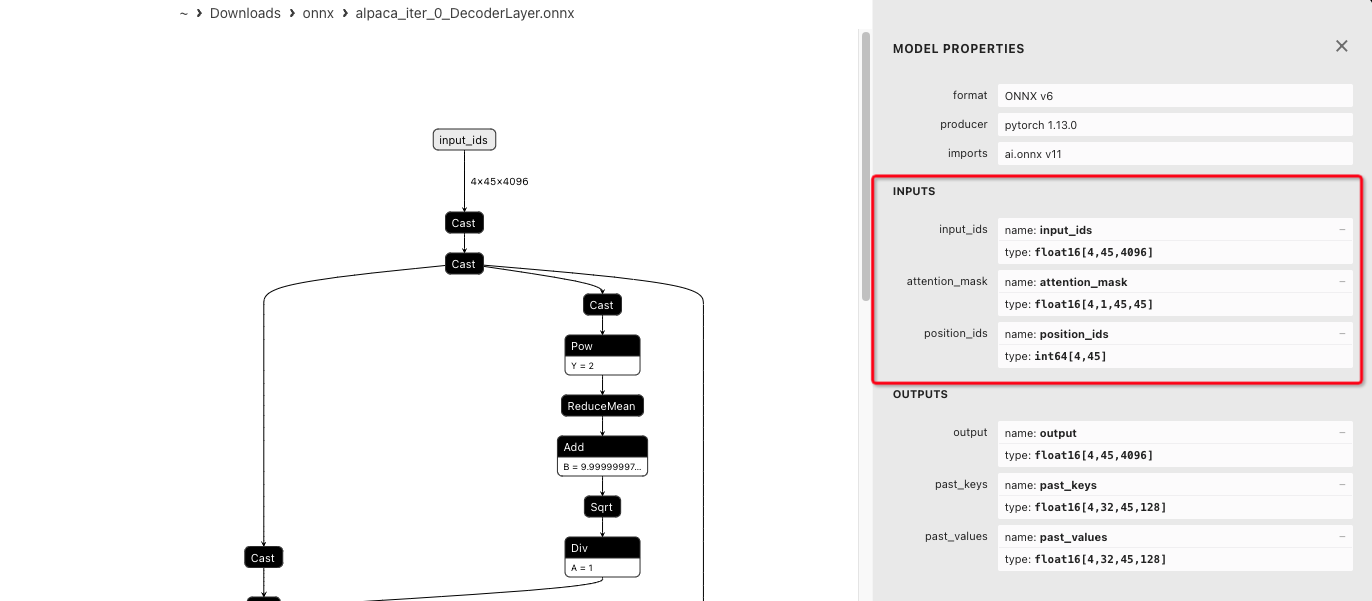 ~ › Downloads › onnx › alpaca_iter_0_DecoderLayer.onnx
input_ids
4×45×4096
Cast
Cast
Cast
Pow
Y = 2
ReduceMean
Add
B = 9.99999997...
Sqrt
Div
A = 1
Cast
MODEL PROPERTIES ×
format ONNX v6
producer pytorch 1.13.0
imports ai.onnx v11
INPUTS
input_ids name: input_ids –
type: float16[4,45,4096]
attention_mask name: attention_mask –
type: float16[4,1,45,45]
position_ids name: position_ids –
type: int64[4,45]
OUTPUTS
output name: output –
type: float16[4,45,4096]
past_keys name: past_keys –
type: float16[4,32,45,128]
past_values name: past_values –
type: float16[4,32,45,128]